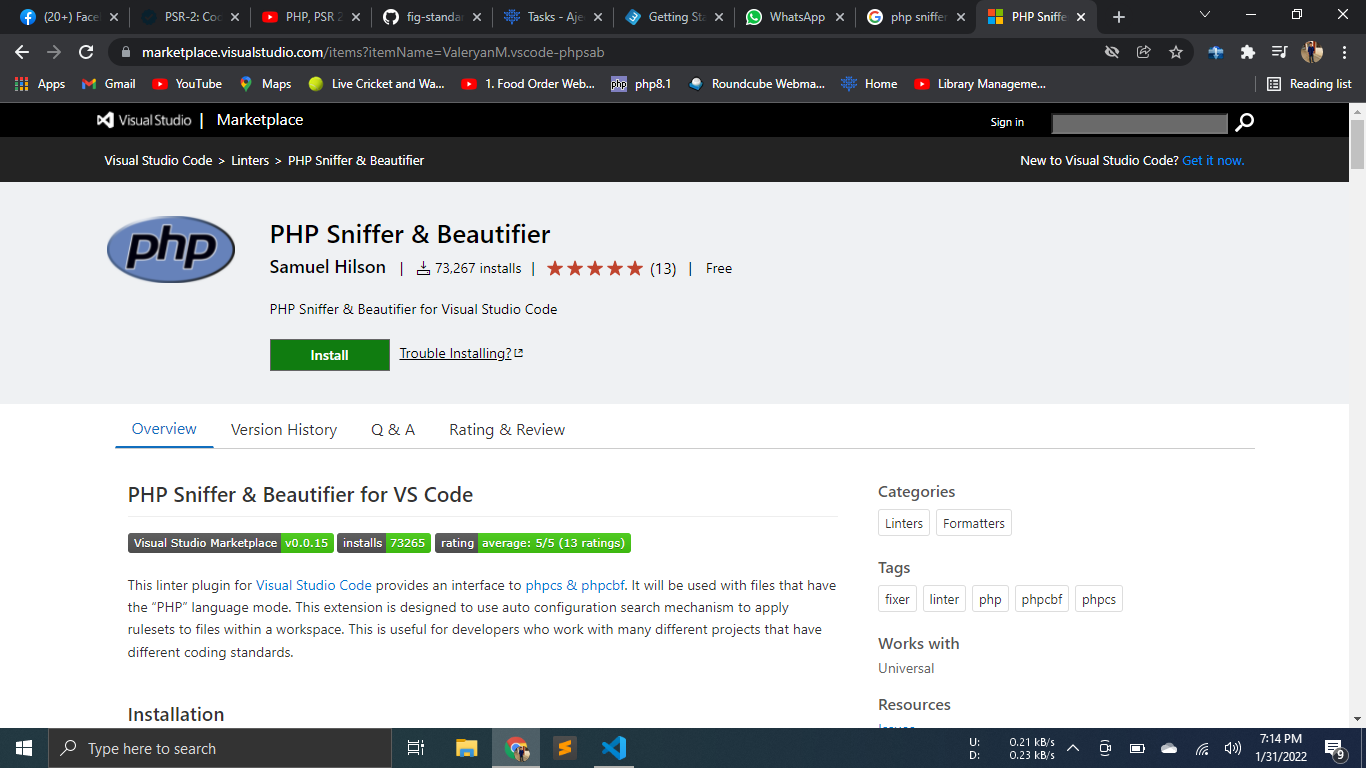 (20+) Face
PSR-2: Cod
PHP, PSR 2
fig-standa
Tasks - Aje
Getting Sta
WhatsApp
php sniffer
PHP Sniffe
marketplace.visualstudio.com/items?itemName=ValeryanM.vscode-phpsab
Apps
Gmail
YouTube
Maps
Live Cricket and Wa...
1. Food Order Web...
php php8.1
Roundcube Webma...
Home
Library Manageme...
Reading list
Visual Studio | Marketplace
Sign in
Visual Studio Code > Linters > PHP Sniffer & Beautifier
New to Visual Studio Code? Get it now.
php
PHP Sniffer & Beautifier
Samuel Hilson | 73,267 installs | (13) | Free
PHP Sniffer & Beautifier for Visual Studio Code
Install
Trouble Installing?
Overview
Version History
Q & A
Rating & Review
PHP Sniffer & Beautifier for VS Code
Visual Studio Marketplace v0.0.15 installs 73265 rating average: 5/5 (13 ratings)
This linter plugin for Visual Studio Code provides an interface to phpcs & phpcbf. It will be used with files that have
the “PHP” language mode. This extension is designed to use auto configuration search mechanism to apply
rulesets to files within a workspace. This is useful for developers who work with many different projects that have
different coding standards.
Installation
Categories
Linters
Formatters
Tags
fixer
linter
php
phpcbf
phpcs
Works with
Universal
Resources
Type here to search
U: 0.21 kB/s
D: 0.23 kB/s
7:14 PM
1/31/2022
9